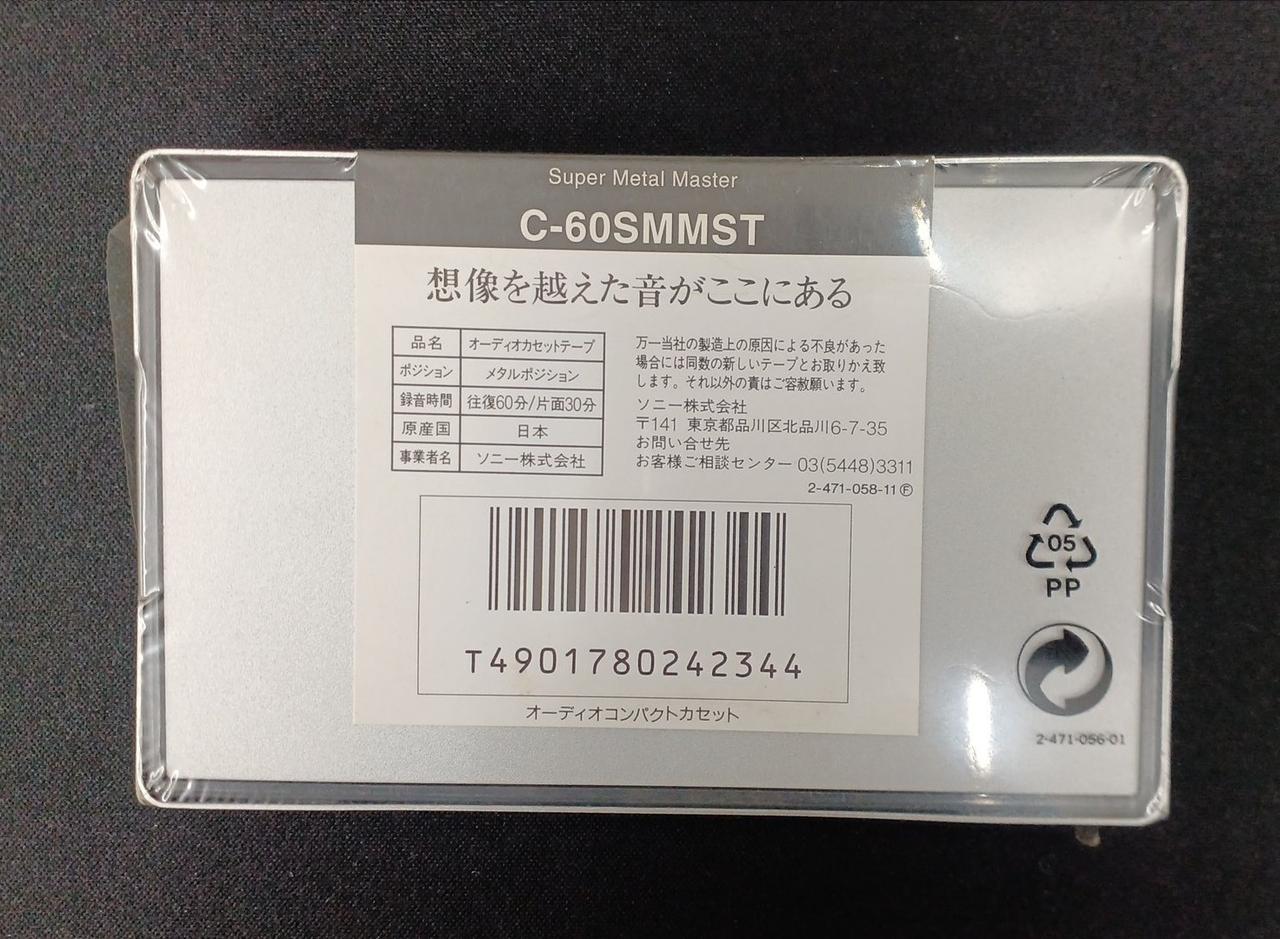 Super Metal Master
C-60SMMST
想像を越えた音がここにある
品名 オーディオカセットテープ
ポジション メタルポジション
録音時間 往復60分/片面30分
原産国 日本
事業者名 ソニー株式会社
万一当社の製造上の原因による不良があった
場合には同数の新しいテープとお取りかえ致
します。それ以外の責はご容赦願います。
ソニー株式会社
〒141 東京都品川区北品川6-7-35
お問い合せ先
お客様ご相談センター 03(5448)3311
2-471-058-11 Ⓕ
T4901780242344
オーディオコンパクトカセット
05
PP
2-471-056-01